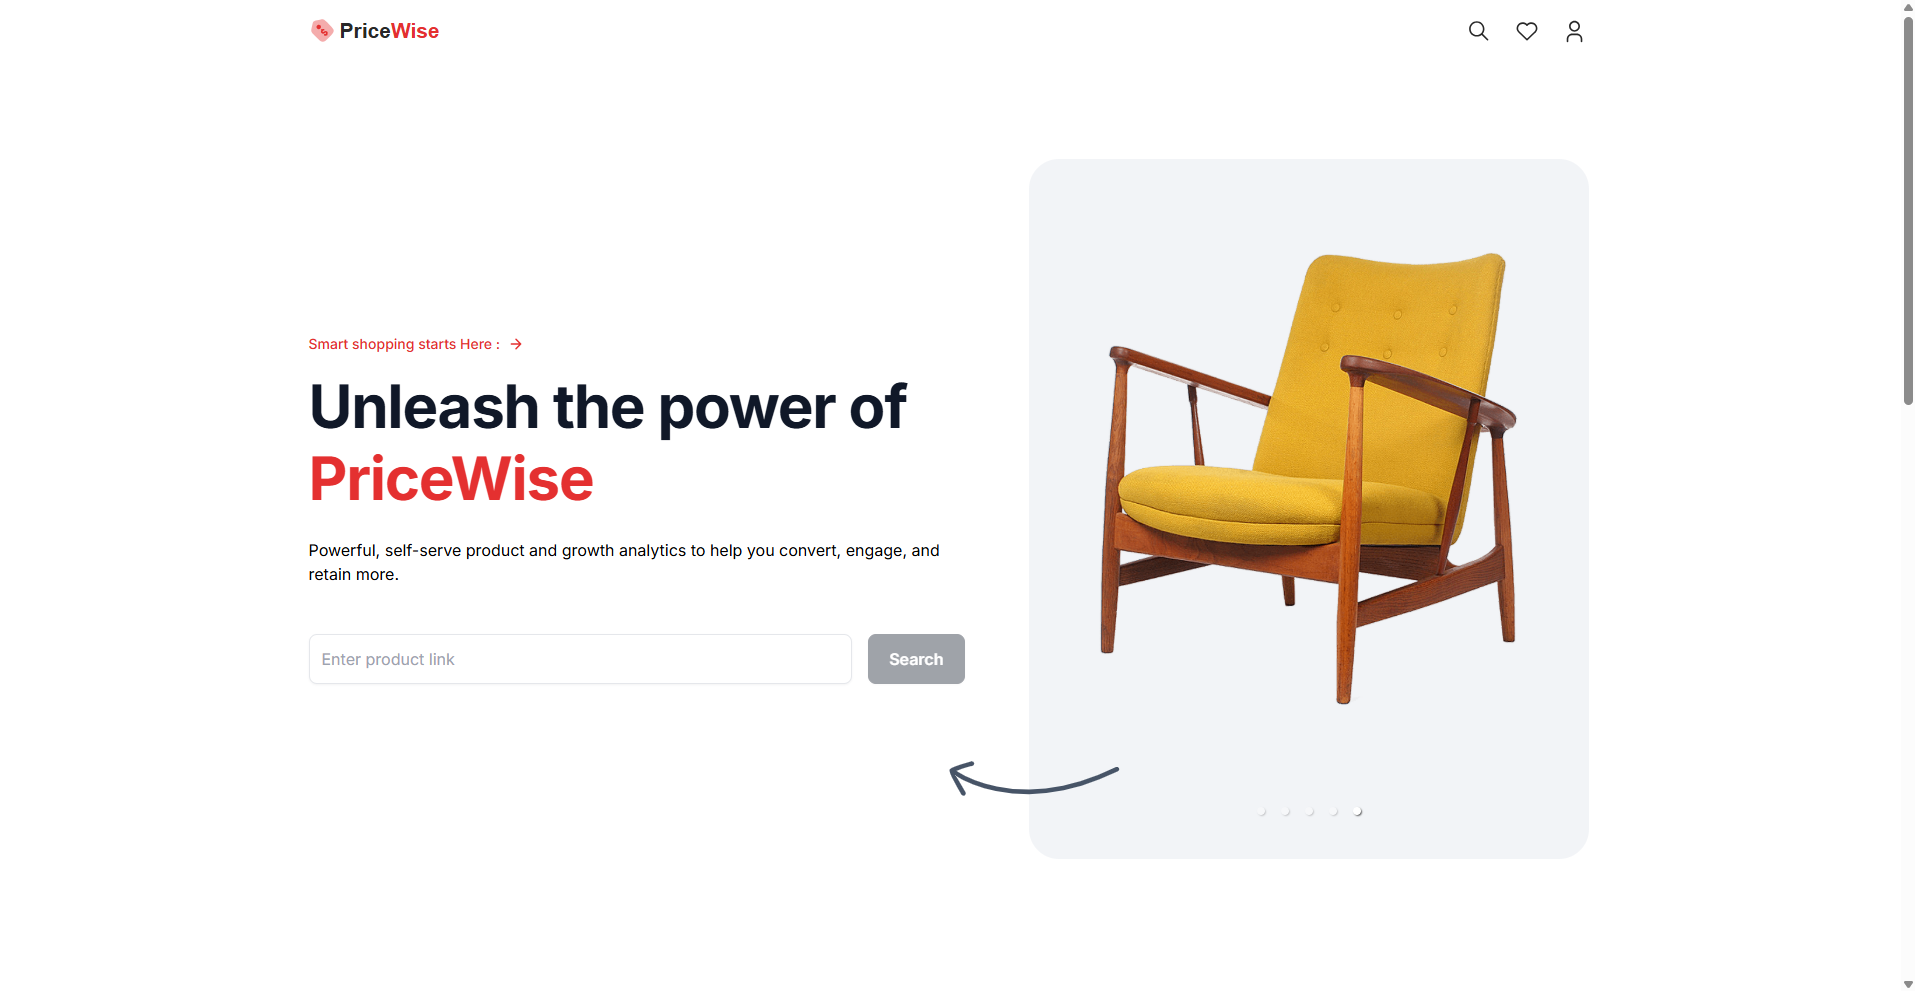 PriceWise
Smart shopping starts Here :
Unleash the power of
PriceWise
Powerful, self-serve product and growth analytics to help you convert, engage, and
retain more.
Enter product link
Search